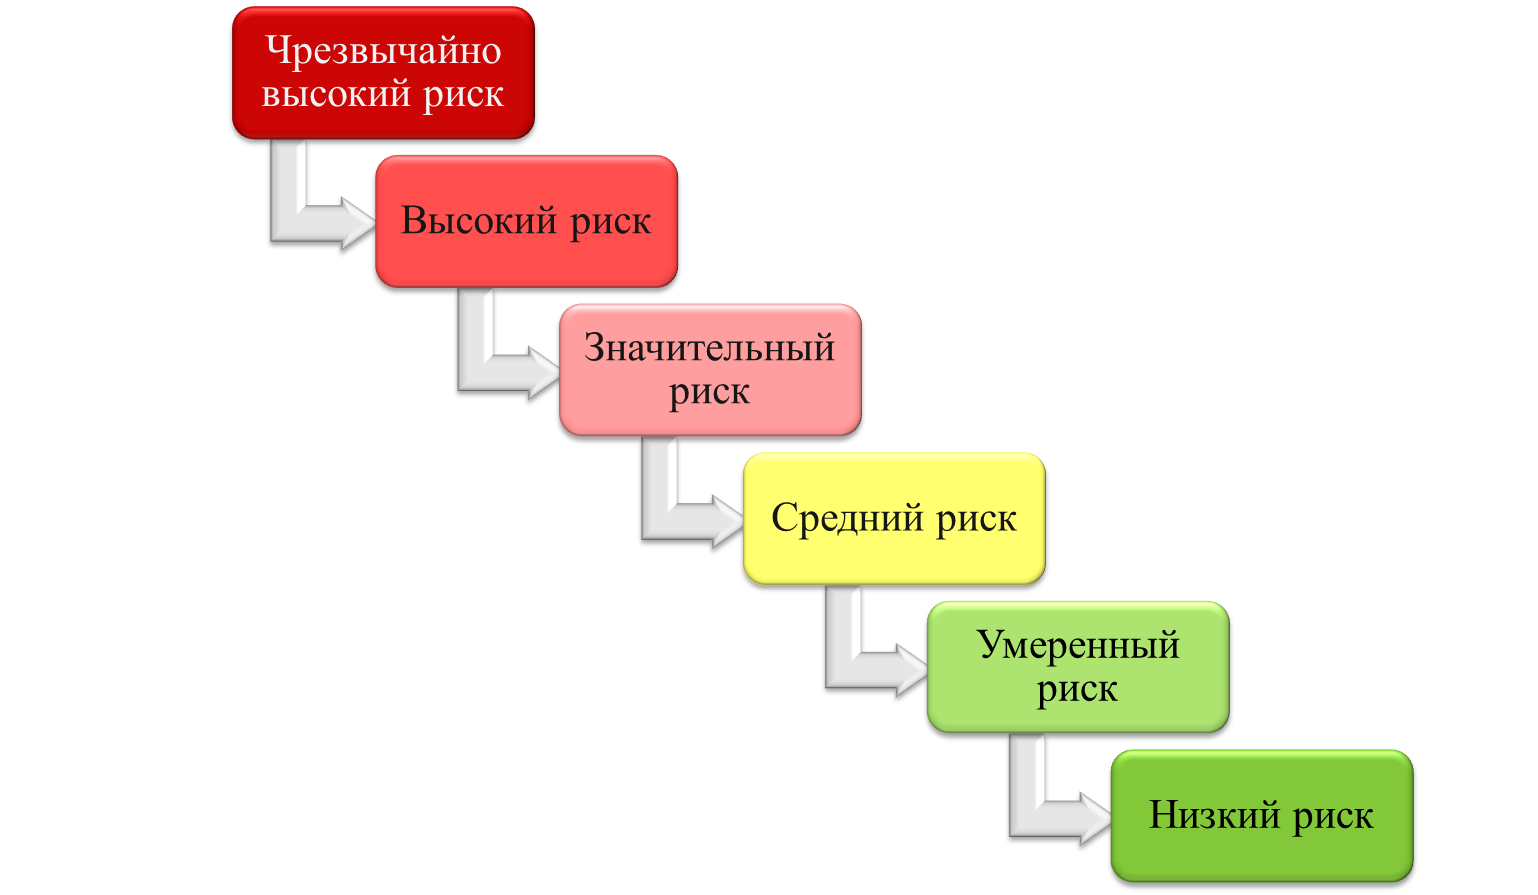 Чрезвычайно
высокий риск
Высокий риск
Значительный
риск
Средний риск
Умеренный
риск
Низкий риск